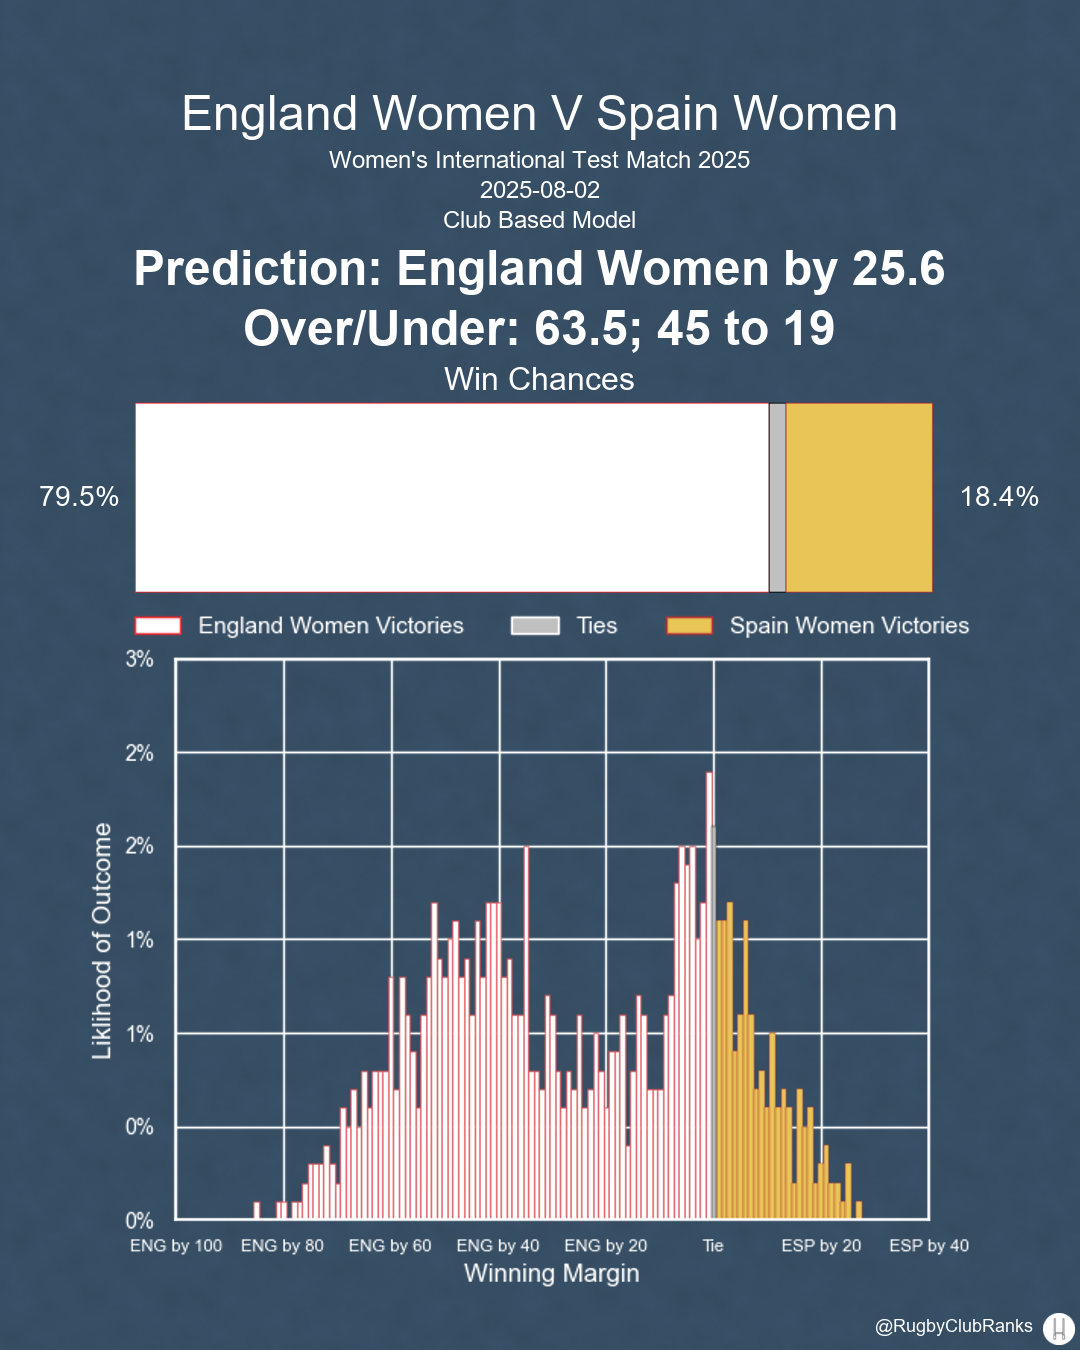 England Women V Spain Women
Women's International Test Match 2025
2025-08-02
Club Based Model
Prediction: England Women by 25.6
Over/Under: 63.5; 45 to 19
Win Chances
79.5%
18.4%
England Women Victories
Ties
Spain Women Victories
3%
2%
2%
1%
1%
0%
0%
Liklihood of Outcome
ENG by 100
ENG by 80
ENG by 60
ENG by 40
ENG by 20
Tie
ESP by 20
ESP by 40
Winning Margin
@RugbyClubRanks